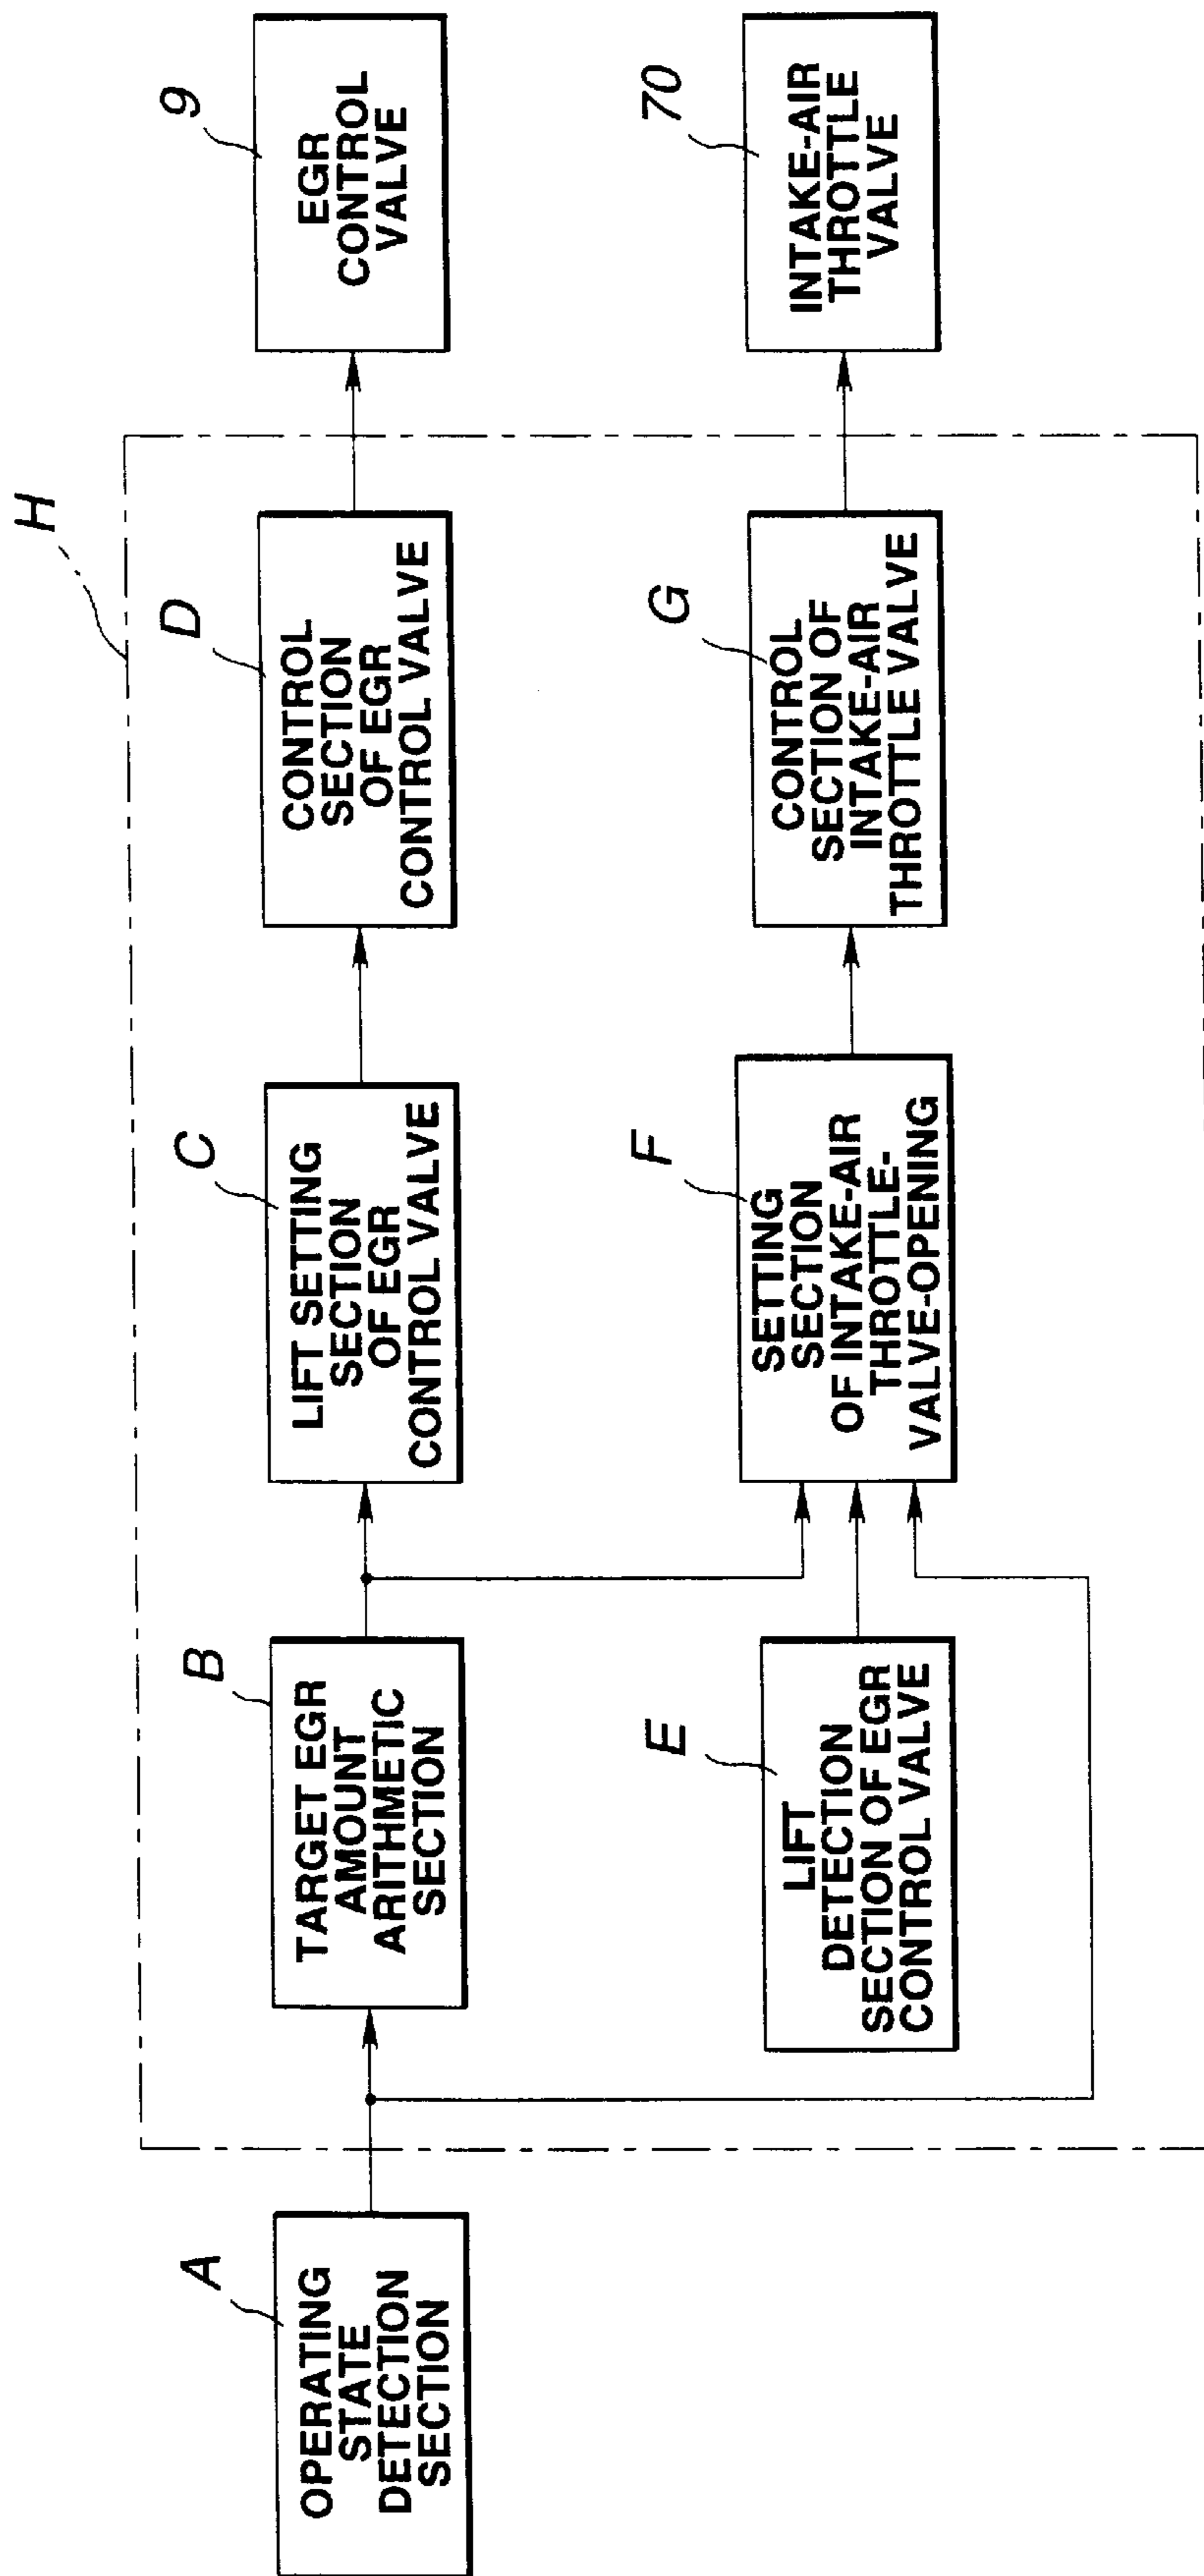 A
OPERATING
STATE
DETECTION
SECTION
H
B
TARGET EGR
AMOUNT
ARITHMETIC
SECTION
C
LIFT SETTING
SECTION
OF EGR
CONTROL VALVE
D
CONTROL
SECTION
OF EGR
CONTROL VALVE
9
EGR
CONTROL
VALVE
E
LIFT
DETECTION
SECTION OF EGR
CONTROL VALVE
F
SETTING
SECTION
OF INTAKE-AIR
THROTTLE-
VALVE-OPENING
G
CONTROL
SECTION OF
INTAKE-AIR
THROTTLE VALVE
70
INTAKE-AIR
THROTTLE
VALVE